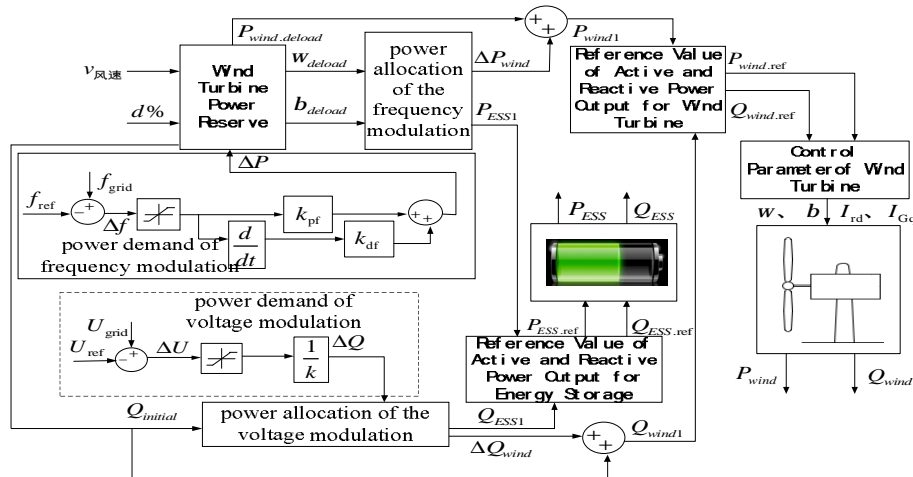 P_wind.deload
v_风速
d%
Wind
Turbine
Power
Reserve
w_deload
b_deload
power
allocation
of the
frequency
modulation
ΔP_wind
P_ESS1
+
+
P_wind1
Reference Value
of Active and
Reactive Power
Output for Wind
Turbine
P_wind.ref
Q_wind.ref
Control
Parameter of Wind
Turbine
w、 b I_rd、 I_Gq
P_wind
Q_wind
ΔP
f_ref
f_grid
- +
Δf
k_pf
d
dt
k_df
+ +
power demand of
frequency modulation
P_ESS
Q_ESS
P_ESS.ref
Q_ESS.ref
Reference Value of
Active and Reactive
Power Output for
Energy Storage
power demand of
voltage modulation
U_grid
U_ref
- +
ΔU
1
k
ΔQ
Q_initial
power allocation of the
voltage modulation
Q_ESS1
ΔQ_wind
+
+
Q_wind1